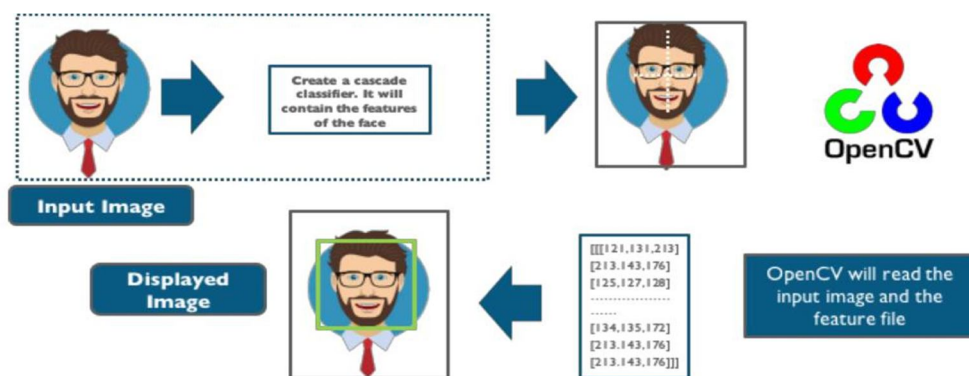 Create a cascade
classifier. It will
contain the features
of the face
OpenCV
Input Image
Displayed
Image
[[[121,131,213]
[213.143,176]
[125,127,128]
..................
......
[134,135,172]
[213.143,176]
[213.143,176]]]
OpenCV will read the
input image and the
feature file